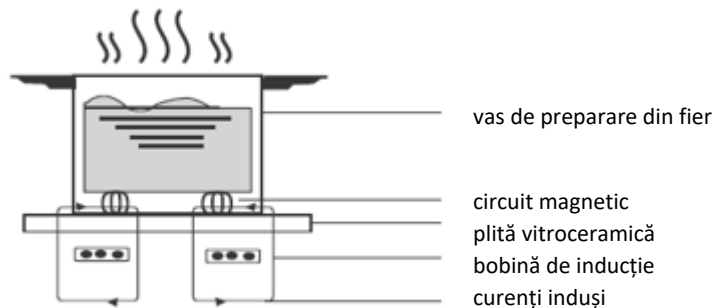 vas de preparare din fier
circuit magnetic
plită vitroceramică
bobină de inducție
curenți induși